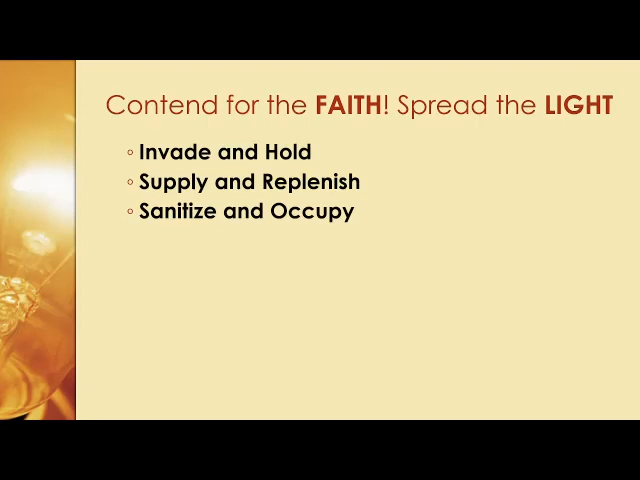 Contend for the FAITH! Spread the LIGHT
◦ Invade and Hold
◦ Supply and Replenish
◦ Sanitize and Occupy